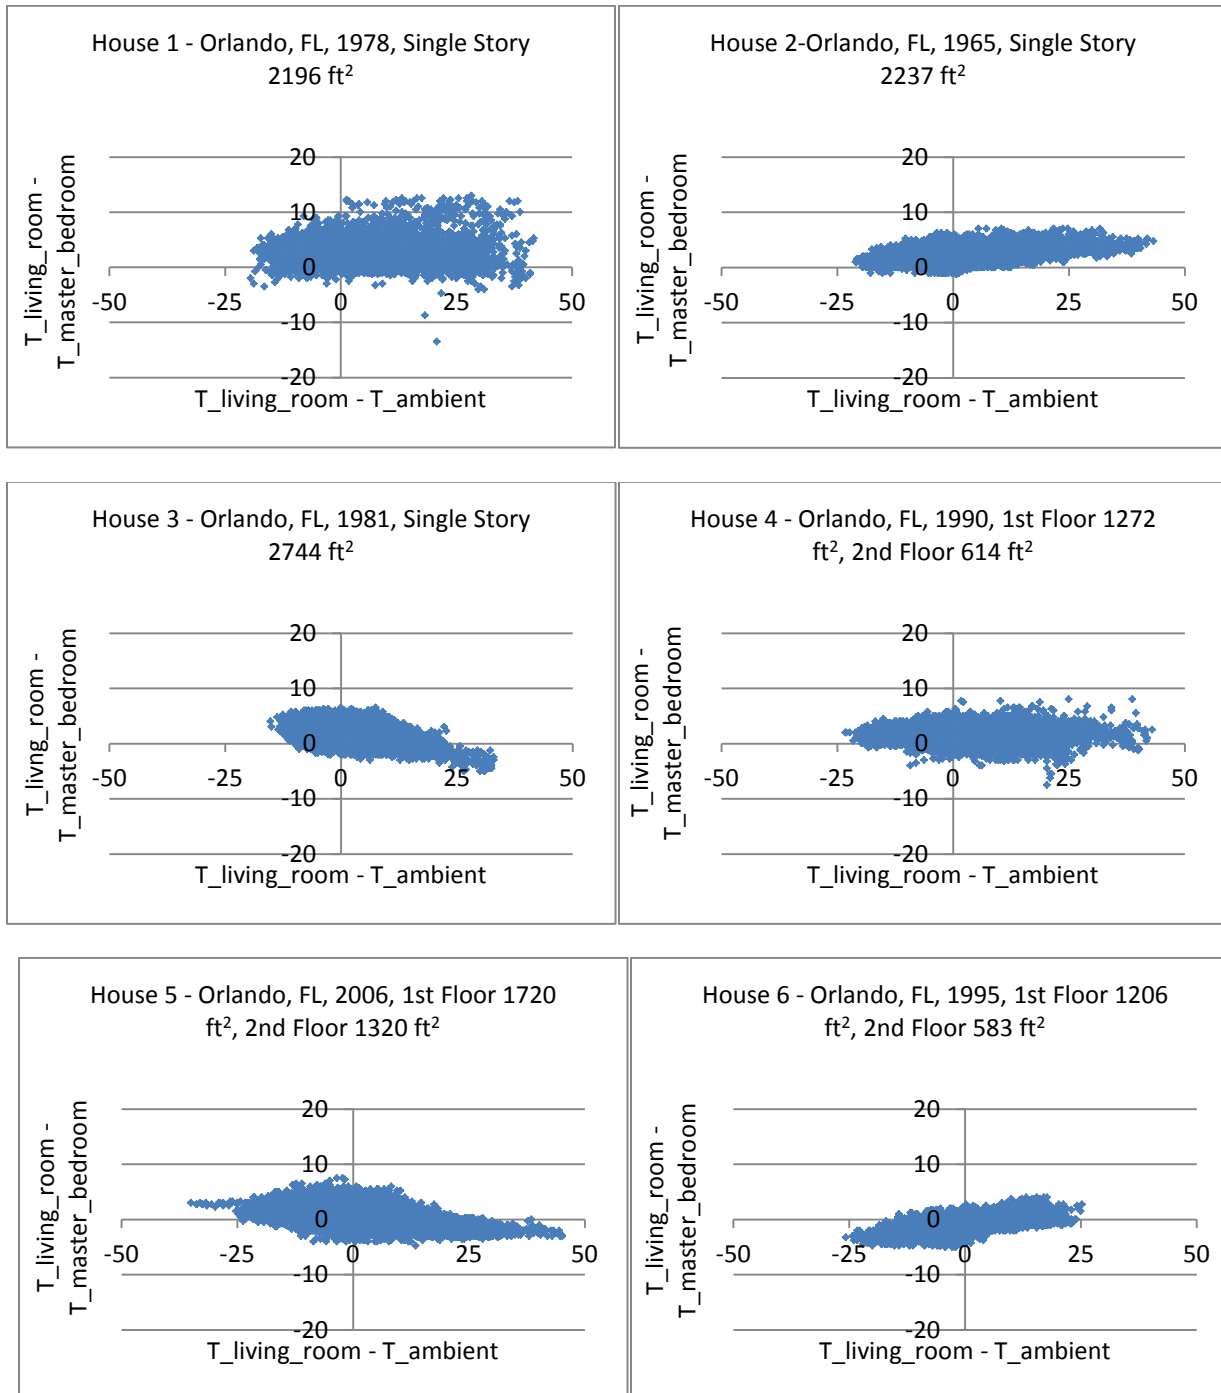 House 1 - Orlando, FL, 1978, Single Story
2196 ft²
20
10
0
-50
-25
0
25
50
-10
-20
T_living_room -
T_master_bedroom
T_living_room - T_ambient
House 2-Orlando, FL, 1965, Single Story
2237 ft²
20
10
0
-50
-25
0
25
50
-10
-20
T_living_room -
T_master_bedroom
T_living_room - T_ambient
House 3 - Orlando, FL, 1981, Single Story
2744 ft²
20
10
0
-50
-25
0
25
50
-10
-20
T_livng_room -
T_master_bedroom
T_living_room - T_ambient
House 4 - Orlando, FL, 1990, 1st Floor 1272
ft², 2nd Floor 614 ft²
20
10
0
-50
-25
0
25
50
-10
-20
T_living_room -
T_master_bedroom
T_living_room - T_ambient
House 5 - Orlando, FL, 2006, 1st Floor 1720
ft², 2nd Floor 1320 ft²
20
10
0
-50
-25
0
25
50
-10
-20
T_living_room -
T_master_bedroom
T_living_room - T_ambient
House 6 - Orlando, FL, 1995, 1st Floor 1206
ft², 2nd Floor 583 ft²
20
10
0
-50
-25
0
25
50
-10
-20
T_living_room -
T_master_bedroom
T_living_room - T_ambient